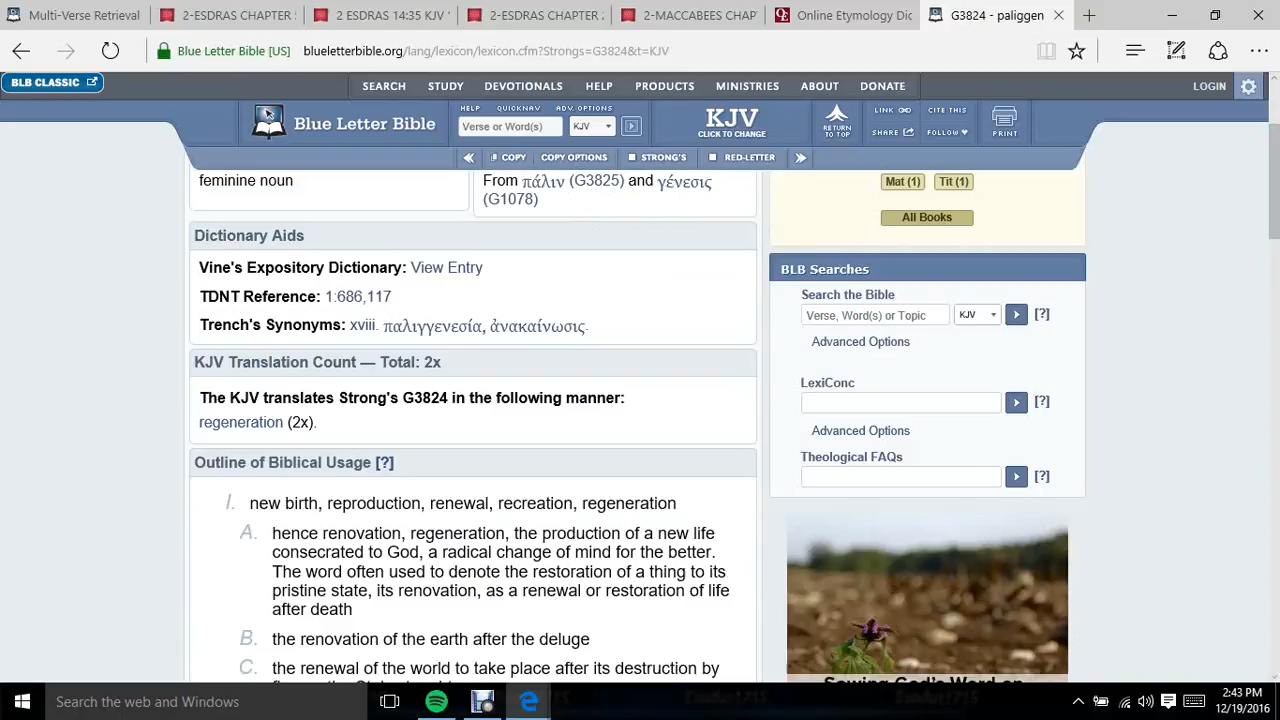 Multi-Verse Retrieval
2-ESDRAS CHAPTER
2 ESDRAS 14:35 KJV
2-ESDRAS CHAPTER 2
2-MACCABEES CHAP
Online Etymology Dic
G3824 - paliggen
Blue Letter Bible [US] blueletterbible.org/lang/lexicon/lexicon.cfm?Strongs=G3824&t=KJV
BLB CLASSIC
SEARCH STUDY DEVOTIONALS HELP PRODUCTS MINISTRIES ABOUT DONATE LOGIN
HELP QUICKNAV ADV. OPTIONS
Blue Letter Bible
Verse or Word(s) KJV
KJV
CLICK TO CHANGE
RETURN
TO TOP
LINK CITE THIS
SHARE FOLLOW
PRINT
COPY COPY OPTIONS STRONG'S RED-LETTER
feminine noun
From πάλιν (G3825) and γένεσις
(G1078)
Dictionary Aids
Vine's Expository Dictionary: View Entry
TDNT Reference: 1:686,117
Trench's Synonyms: xviii. παλιγγενεσία, ἀνακαίνωσις.
KJV Translation Count — Total: 2x
The KJV translates Strong's G3824 in the following manner:
regeneration (2x).
Outline of Biblical Usage [?]
I. new birth, reproduction, renewal, recreation, regeneration
A. hence renovation, regeneration, the production of a new life
consecrated to God, a radical change of mind for the better.
The word often used to denote the restoration of a thing to its
pristine state, its renovation, as a renewal or restoration of life
after death
B. the renovation of the earth after the deluge
C. the renewal of the world to take place after its destruction by
Mat (1) Tit (1)
All Books
BLB Searches
Search the Bible
Verse, Word(s) or Topic KJV [?]
Advanced Options
LexiConc
[?]
Advanced Options
Theological FAQs
[?]
Sowing God's Word on
Search the web and Windows
2:43 PM
12/19/2016